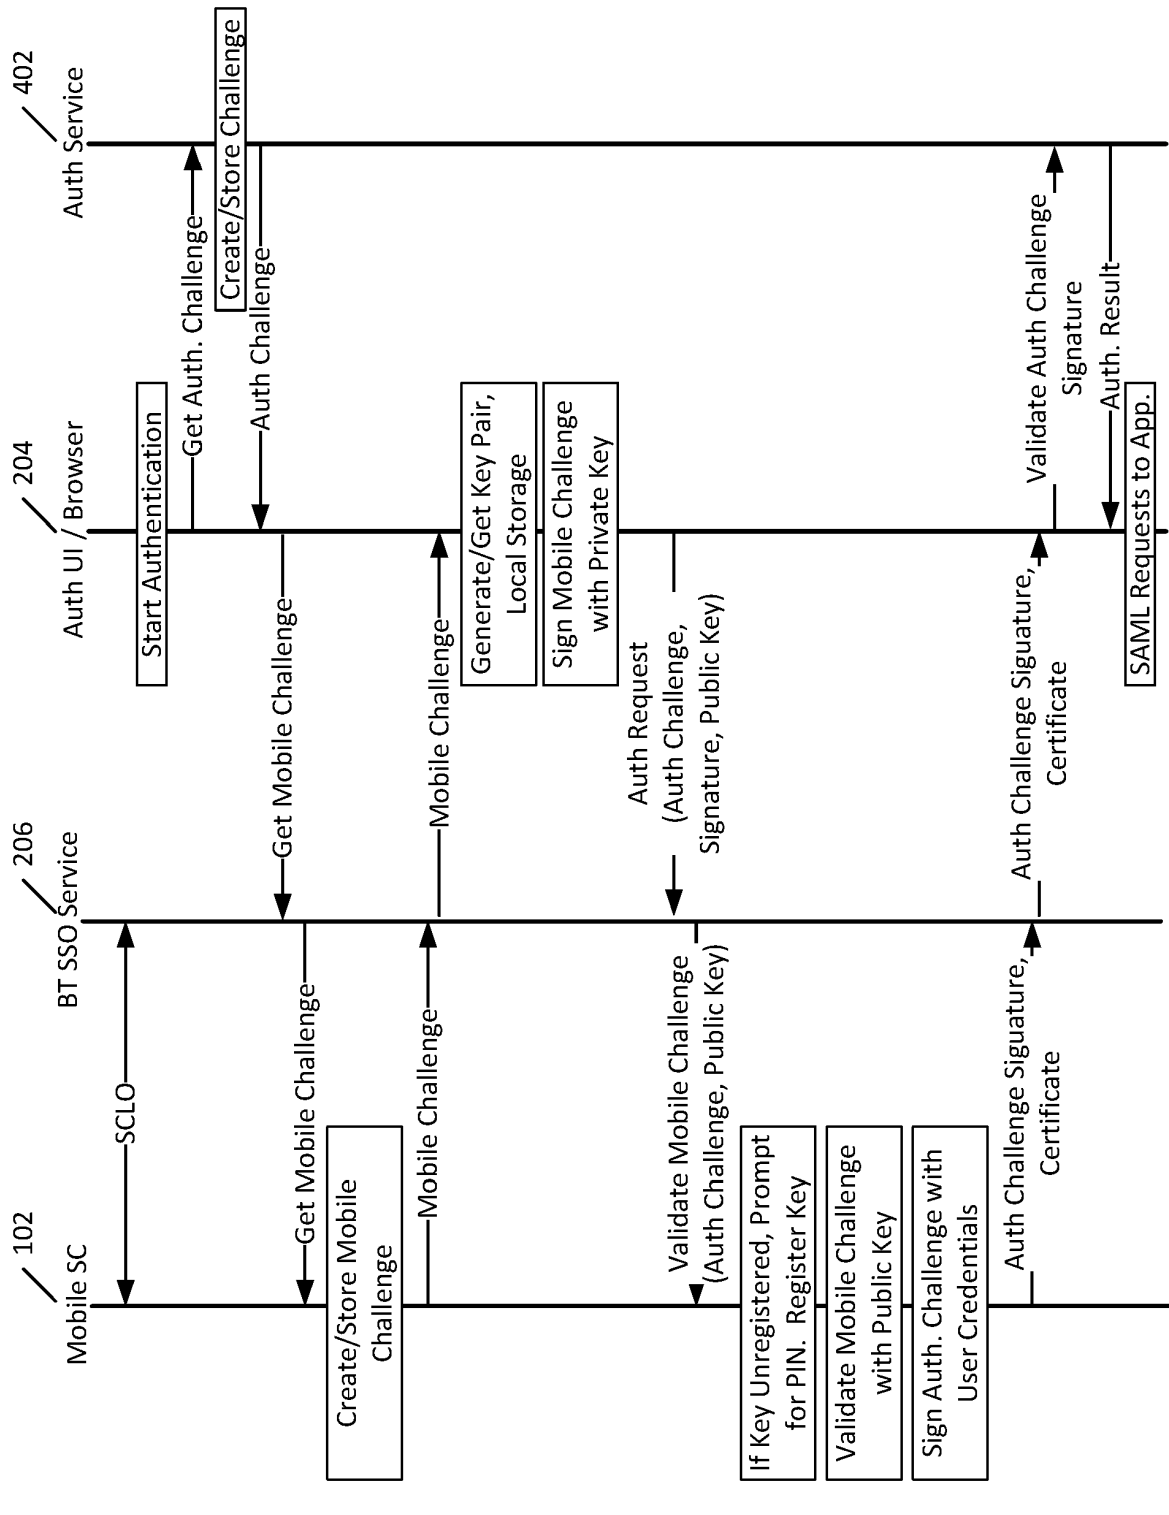 102
Mobile SC
206
BT SSO Service
204
Auth UI / Browser
402
Auth Service
SCLO
Start Authentication
Get Auth. Challenge
Create/Store Challenge
Auth Challenge
Get Mobile Challenge
Get Mobile Challenge
Create/Store Mobile
Challenge
Mobile Challenge
Mobile Challenge
Generate/Get Key Pair,
Local Storage
Sign Mobile Challenge
with Private Key
Auth Request
(Auth Challenge,
Signature, Public Key)
Validate Mobile Challenge
(Auth Challenge, Public Key)
If Key Unregistered, Prompt
for PIN. Register Key
Validate Mobile Challenge
with Public Key
Sign Auth. Challenge with
User Credentials
Auth Challenge Siguature,
Certificate
Auth Challenge Siguature,
Certificate
Validate Auth Challenge
Signature
Auth. Result
SAML Requests to App.